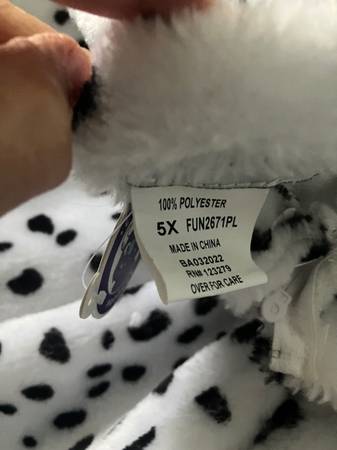 100% POLYESTER
5X FUN2671PL
MADE IN CHINA
BA032022
RN# 123279
OVER FOR CARE